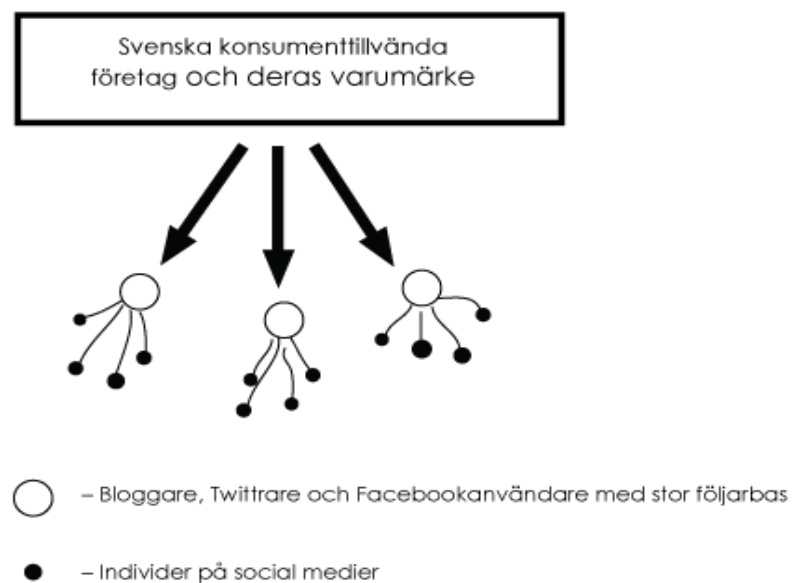 Svenska konsumenttillvända
företag och deras varumärke
– Bloggare, Twittrare och Facebookanvändare med stor följarbas
– Individer på social medier